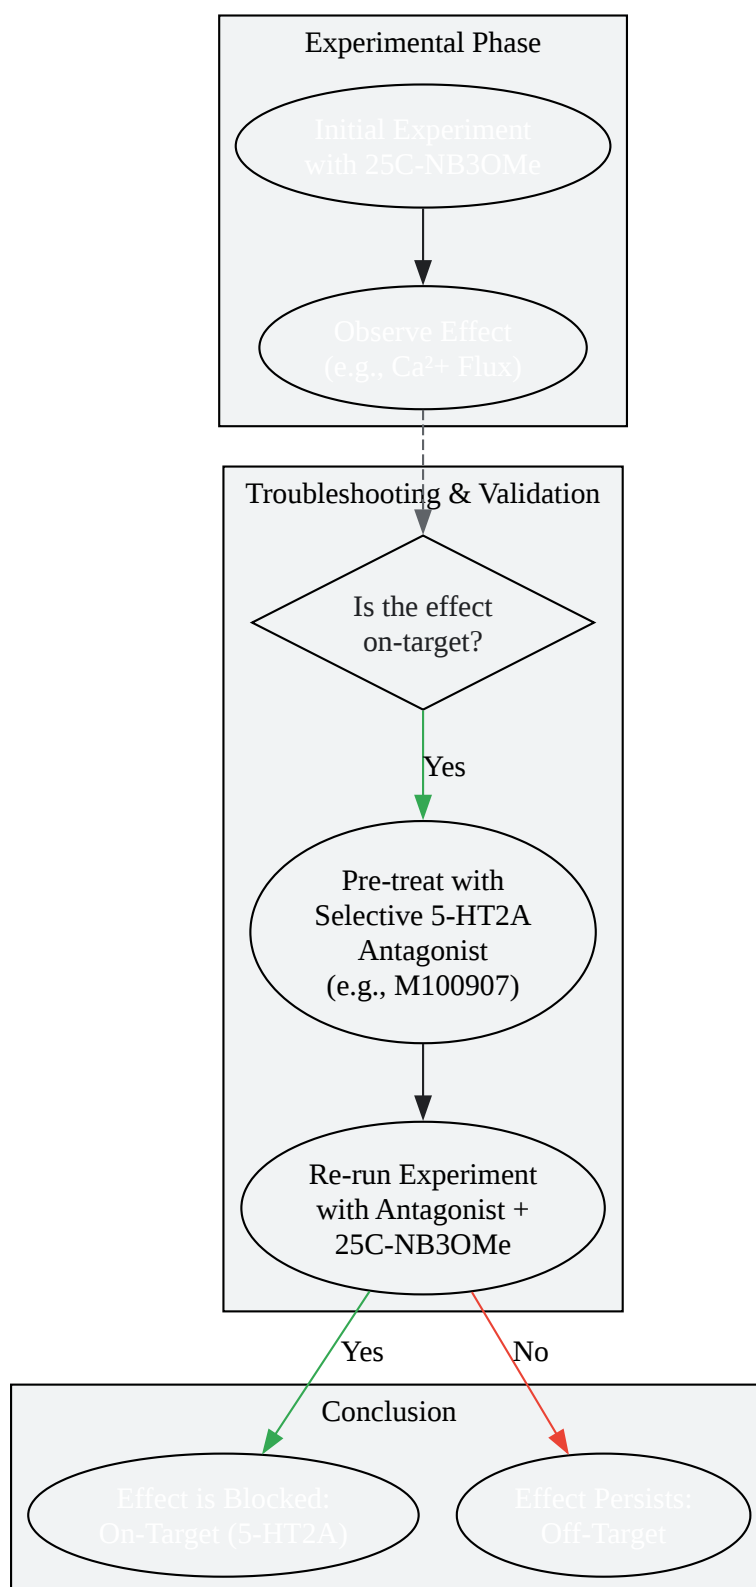 Experimental Phase
Initial Experiment
with 25C-NB3OMe
Observe Effect
(e.g., Ca²+ Flux)
Troubleshooting & Validation
Is the effect
on-target?
Yes
Pre-treat with
Selective 5-HT2A
Antagonist
(e.g., M100907)
Re-run Experiment
with Antagonist +
25C-NB3OMe
Yes
No
Conclusion
Effect is Blocked:
On-Target (5-HT2A)
Effect Persists:
Off-Target